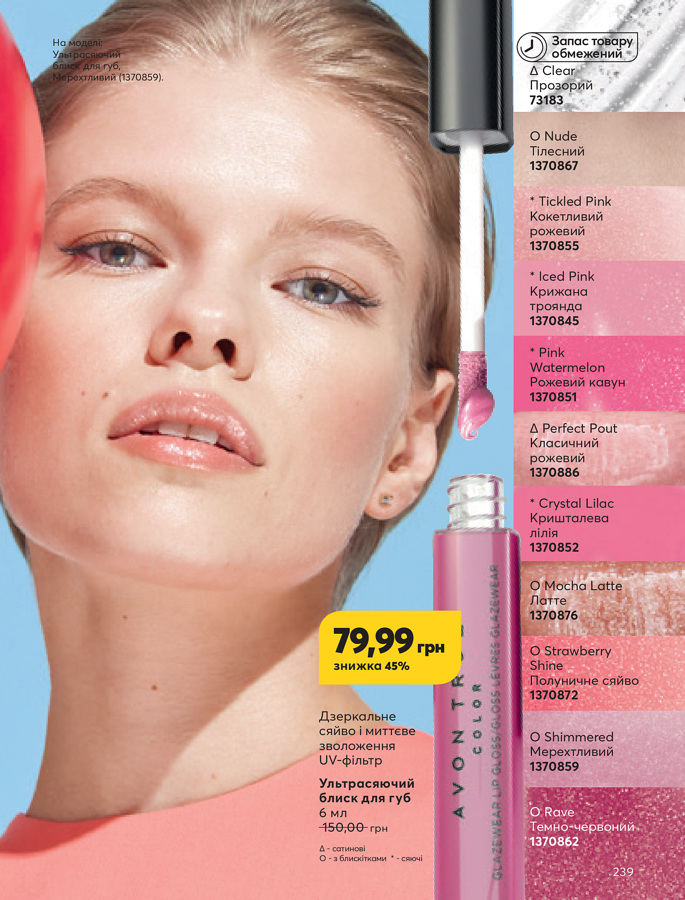 На моделі:
Ультрасяючий
блиск для губ,
Мерехтливий (1370859).
Запас товару
обмежений
Δ Clear
Прозорий
73183
O Nude
Тілесний
1370867
* Tickled Pink
Кокетливий
рожевий
1370855
* Iced Pink
Крижана
троянда
1370845
* Pink
Watermelon
Рожевий кавун
1370851
Δ Perfect Pout
Класичний
рожевий
1370886
* Crystal Lilac
Кришталева
лілія
1370852
O Mocha Latte
Латте
1370876
O Strawberry
Shine
Полуничне сяйво
1370872
O Shimmered
Мерехтливий
1370859
O Rave
Темно-червоний
1370862
79,99 грн
знижка 45%
Дзеркальне
сяйво і миттєве
зволоження
UV-фільтр
Ультрасяючий
блиск для губ
6 мл
150,00 грн
Δ - сатинові
O - з блискітками * - сяючі
AVON
COLOR
GLAZEWEAR LIP GLOSS/GLOSS LEVRES GLAZEWEAR
239